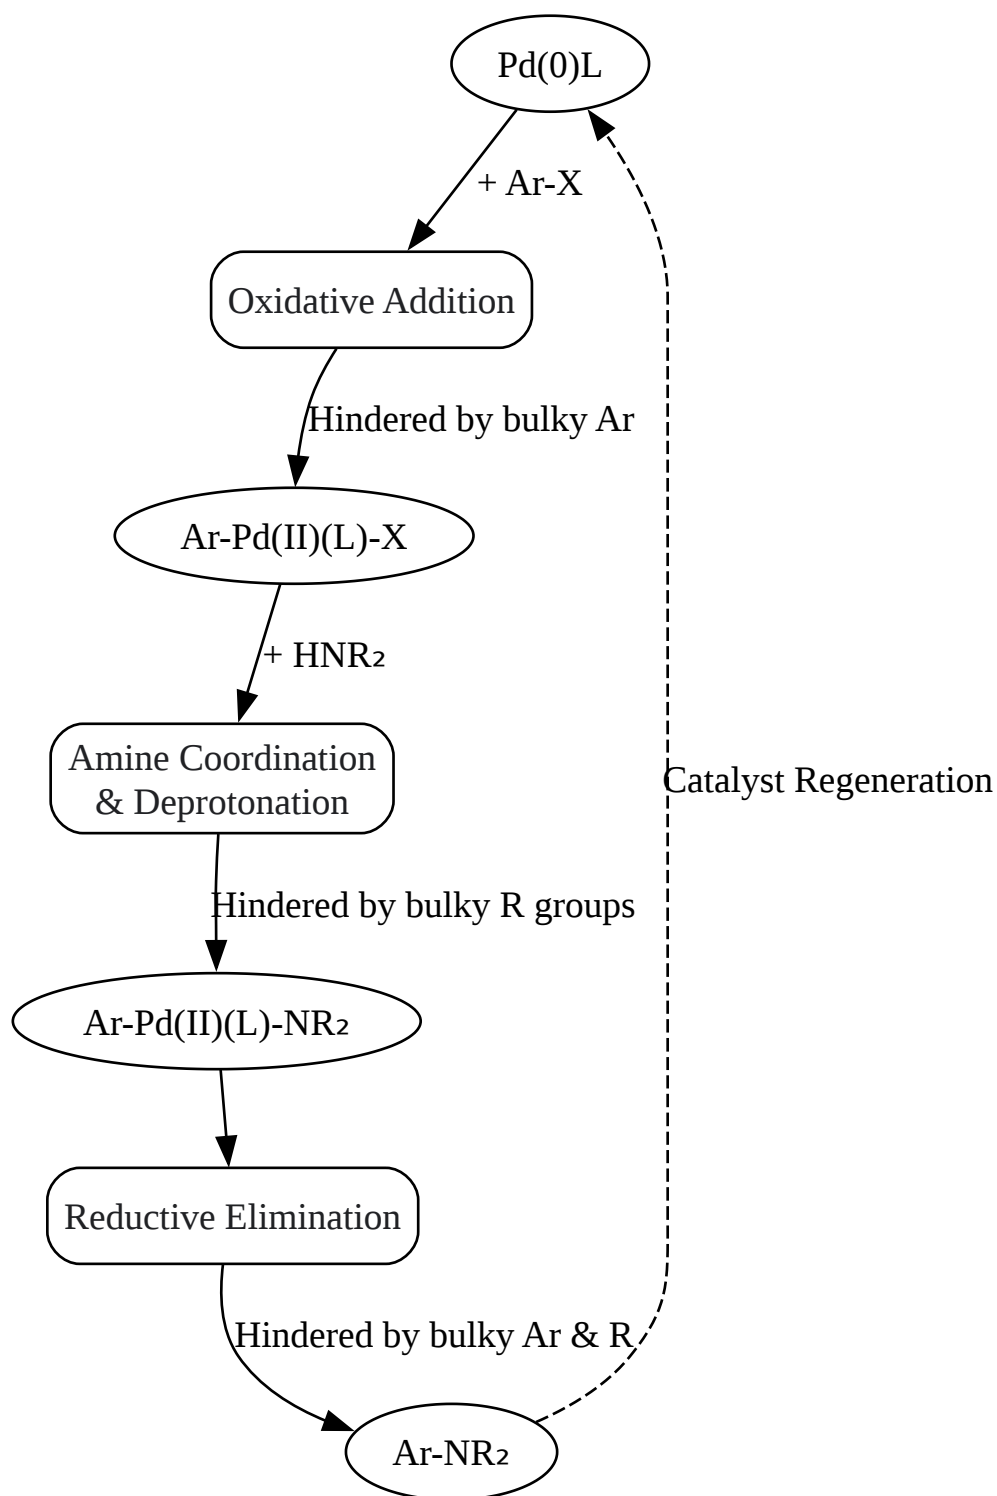 Pd(0)L
+ Ar-X
Oxidative Addition
Hindered by bulky Ar
Ar-Pd(II)(L)-X
+ HNR₂
Amine Coordination
& Deprotonation
Catalyst Regeneration
Hindered by bulky R groups
Ar-Pd(II)(L)-NR₂
Reductive Elimination
Hindered by bulky Ar & R
Ar-NR₂